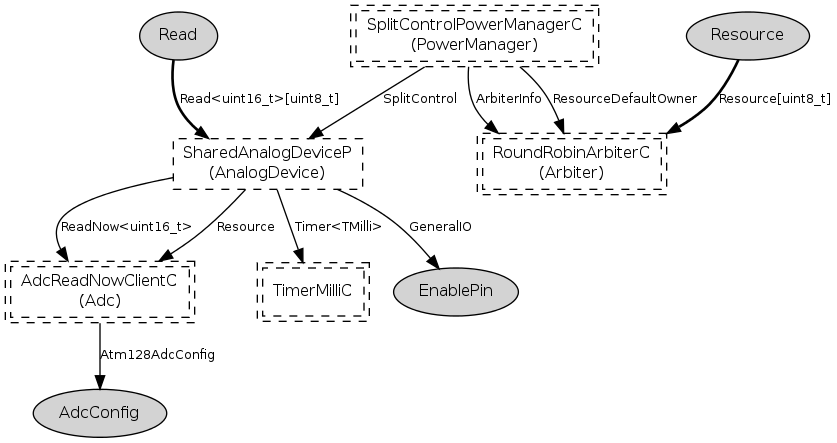 SplitControlPowerManagerC
(PowerManager)
Read
Resource
Read<uint16_t>[uint8_t]
SplitControl
ArbiterInfo
ResourceDefaultOwner
Resource[uint8_t]
SharedAnalogDeviceP
(AnalogDevice)
RoundRobinArbiterC
(Arbiter)
ReadNow<uint16_t>
Resource
Timer<TMilli>
GeneralIO
AdcReadNowClientC
(Adc)
TimerMilliC
EnablePin
Atm128AdcConfig
AdcConfig